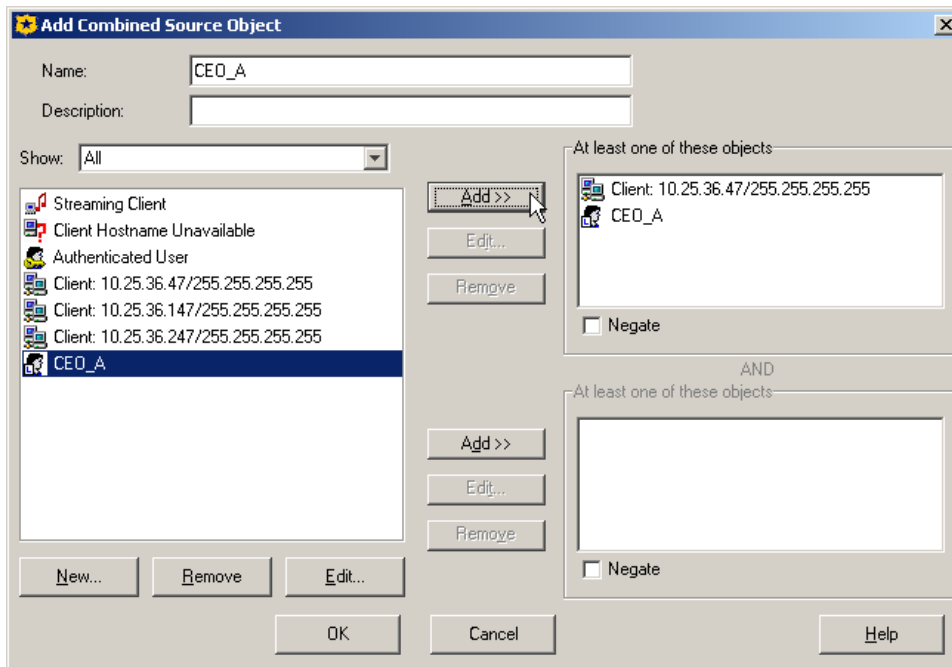 Add Combined Source Object
Name: CEO_A
Description:
Show: All
Streaming Client
Client Hostname Unavailable
Authenticated User
Client: 10.25.36.47/255.255.255.255
Client: 10.25.36.147/255.255.255.255
Client: 10.25.36.247/255.255.255.255
CEO_A
New...
Remove
Edit...
Add >>
Edit...
Remove
Add >>
Edit...
Remove
At least one of these objects
Client: 10.25.36.47/255.255.255.255
CEO_A
Negate
AND
At least one of these objects
Negate
OK
Cancel
Help